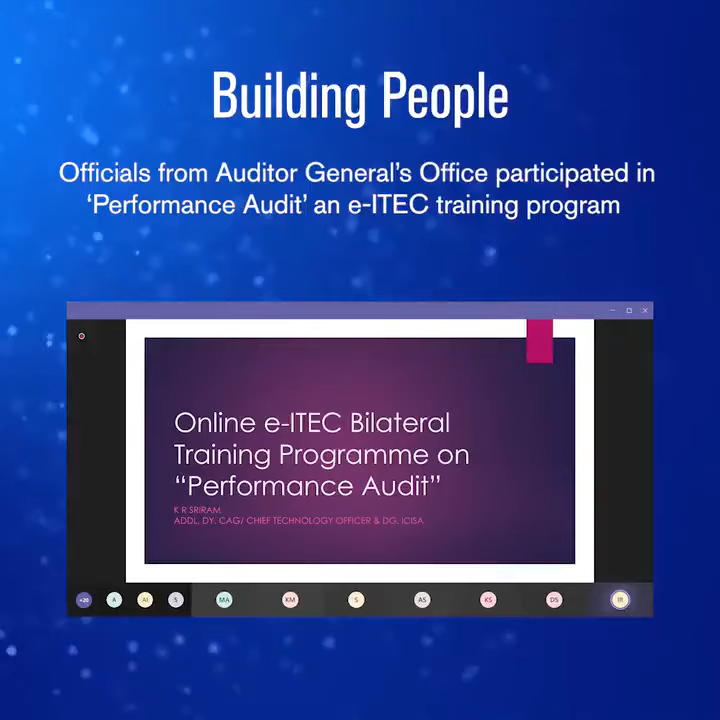 Building People
Officials from Auditor General's Office participated in
‘Performance Audit’ an e-ITEC training program
Online e-ITEC Bilateral
Training Programme on
“Performance Audit”
K R SRIRAM
ADDL. DY. CAG/ CHIEF TECHNOLOGY OFFICER & DG, ICISA
+20 A AI S MA KM S AS KS DS IR